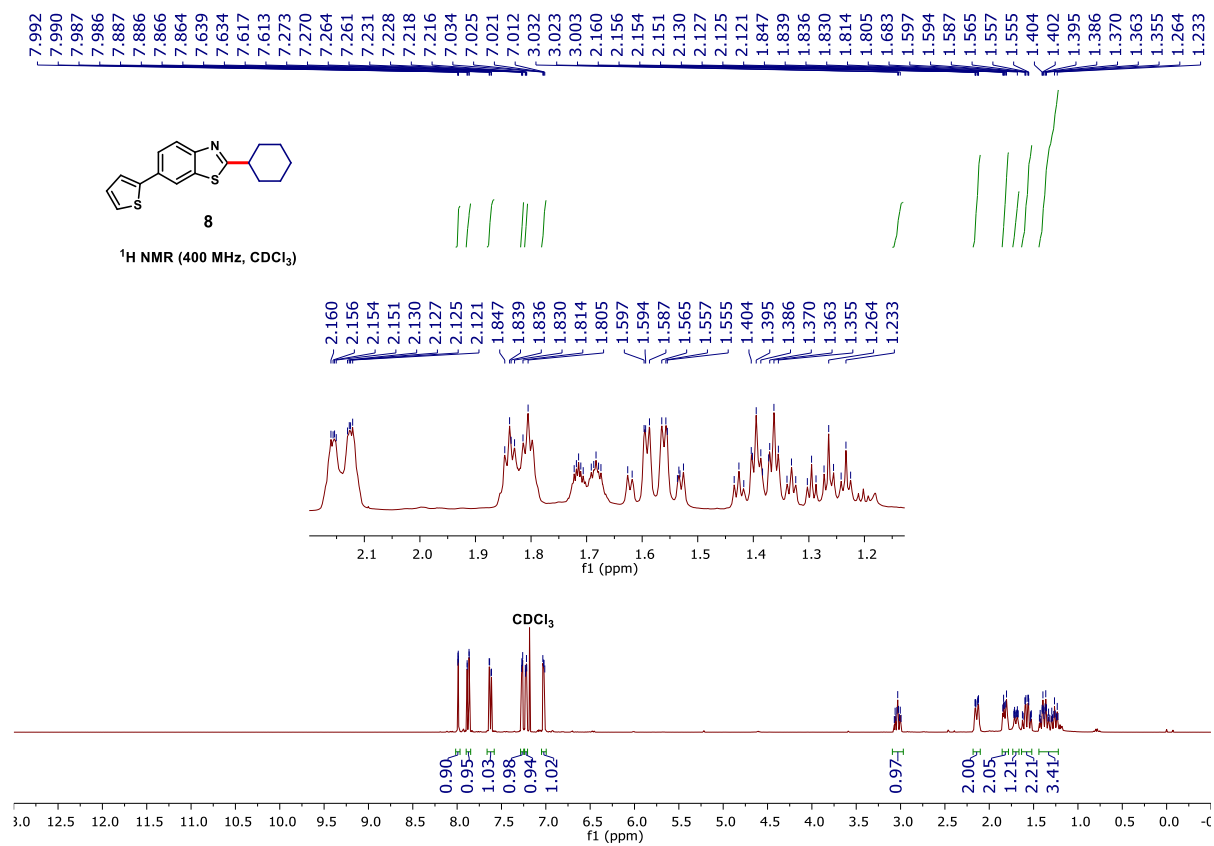 7.992 7.990 7.987 7.986 7.887 7.886 7.866 7.864 7.639 7.634 7.617 7.613 7.273 7.270 7.264 7.261 7.231 7.228 7.218 7.216 7.034 7.025 7.021 7.012 3.032 3.023 3.003 2.160 2.154 2.151 2.130 2.127 2.125 2.121 1.847 1.839 1.836 1.830 1.814 1.805 1.683 1.597 1.594 1.587 1.565 1.557 1.555 1.404 1.402 1.395 1.386 1.370 1.363 1.355 1.264 1.233
N
S
S
8
¹H NMR (400 MHz, CDCl₃)
2.160 2.156 2.154 2.151 2.130 2.127 2.125 2.121 1.847 1.839 1.836 1.830 1.814 1.805 1.597 1.594 1.587 1.565 1.557 1.555 1.404 1.395 1.386 1.370 1.363 1.355 1.264 1.233
2.1 2.0 1.9 1.8 1.7 1.6 1.5 1.4 1.3 1.2
f1 (ppm)
CDCl₃
0.90 0.95 1.03 0.98 0.94 1.02 0.97 2.00 2.05 1.21 2.21 3.41
3.0 12.5 12.0 11.5 11.0 10.5 10.0 9.5 9.0 8.5 8.0 7.5 7.0 6.5 6.0 5.5 5.0 4.5 4.0 3.5 3.0 2.5 2.0 1.5 1.0 0.5 0.0 -0
f1 (ppm)